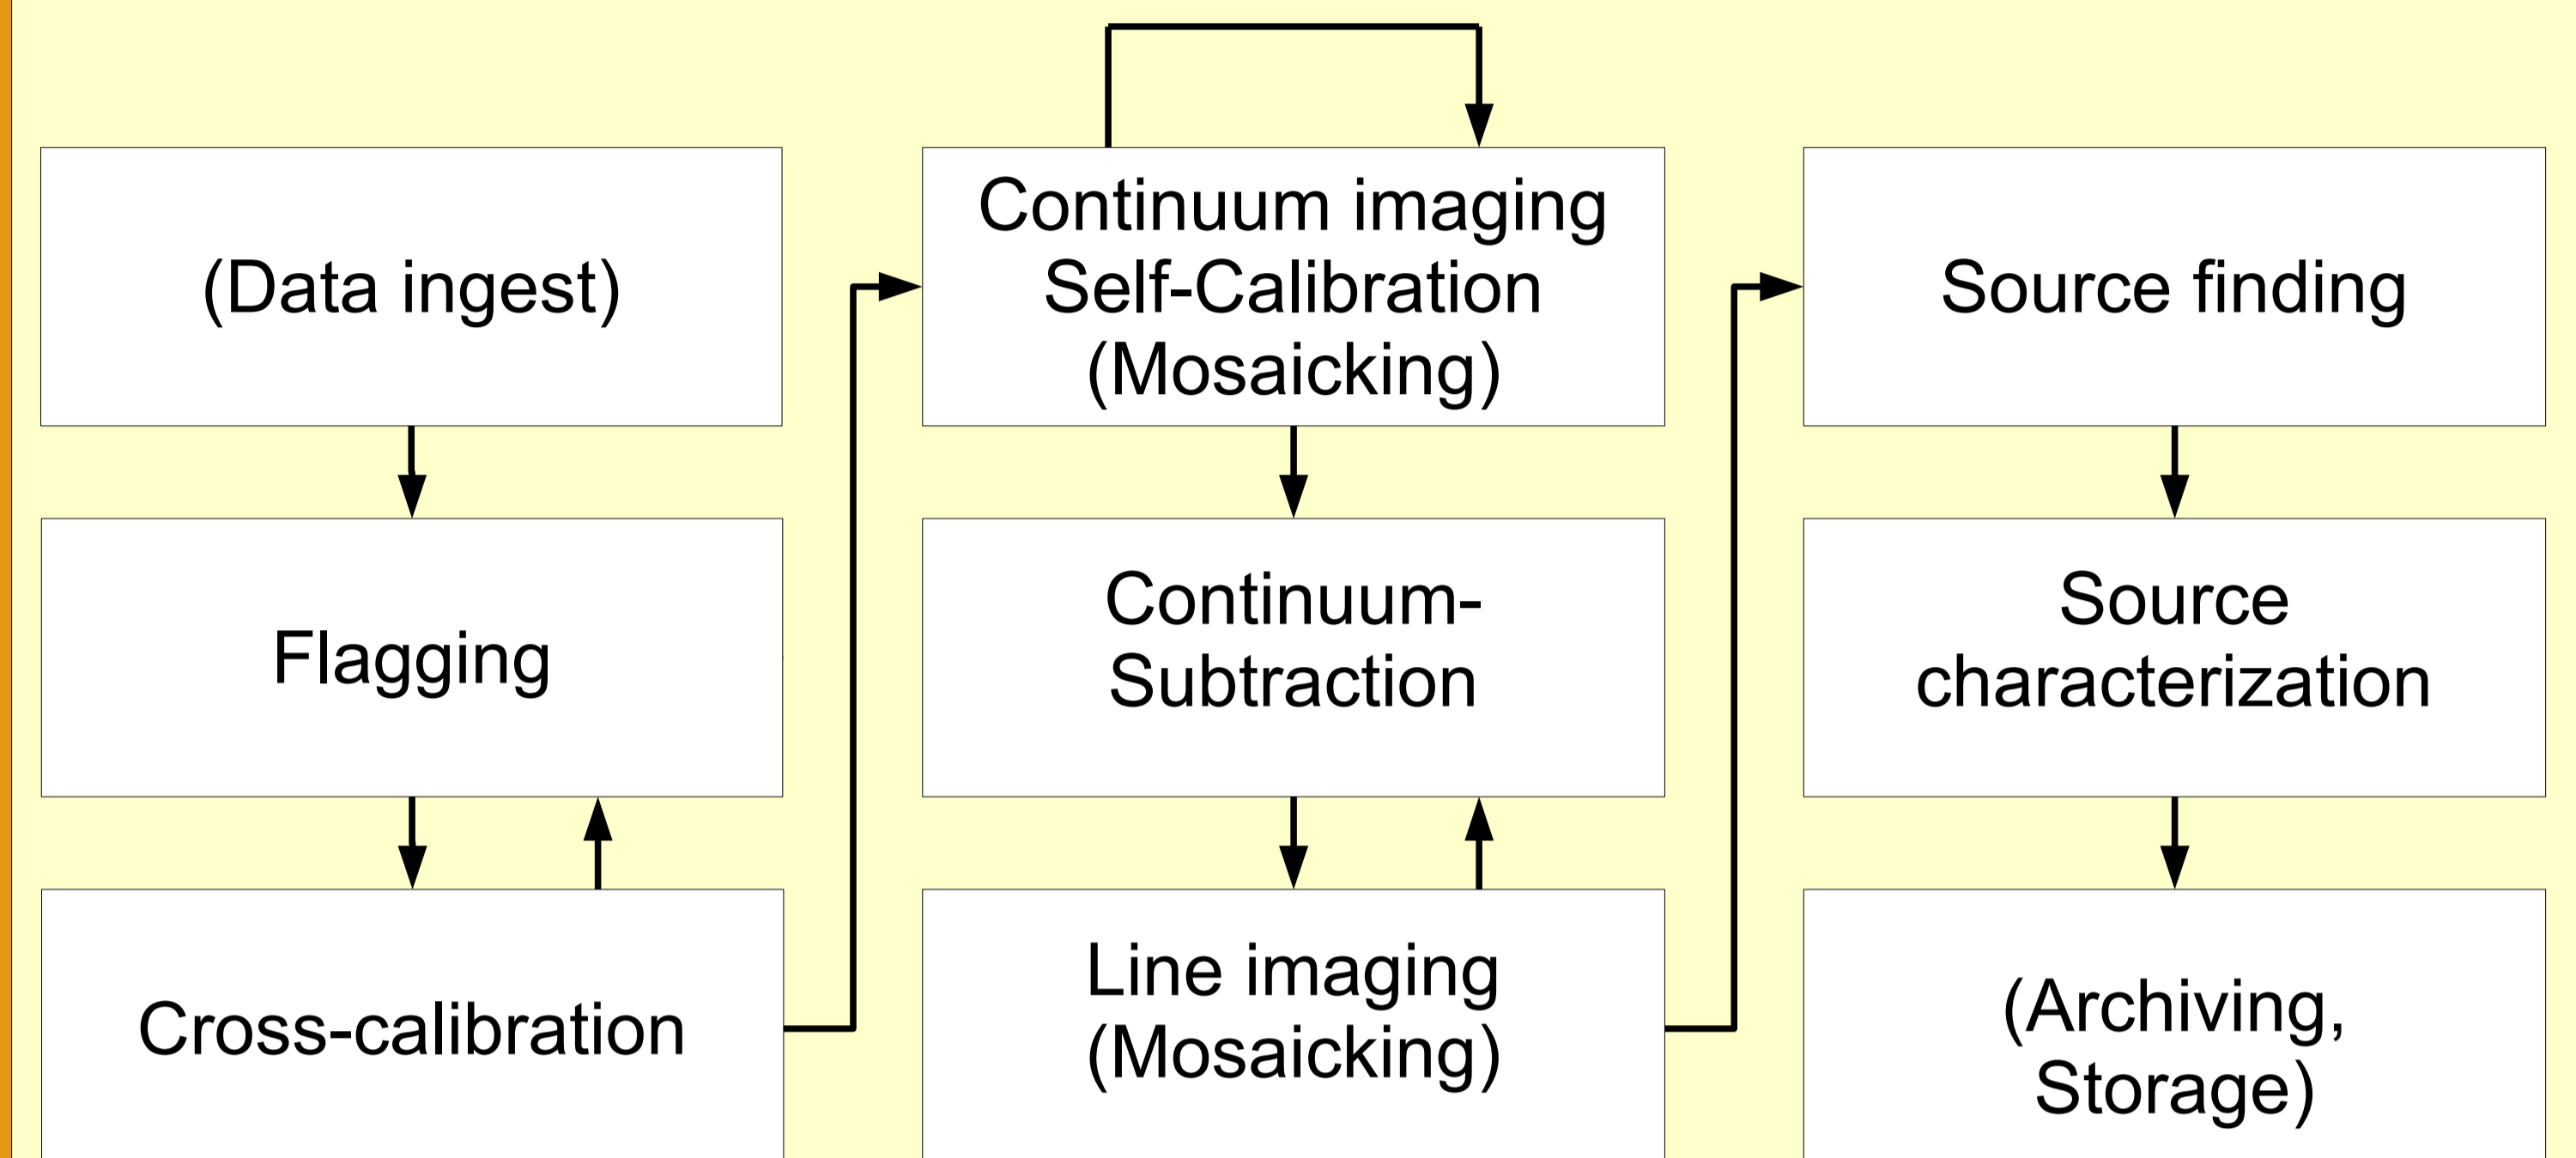 (Data ingest)
Flagging
Cross-calibration
Continuum imaging
Self-Calibration
(Mosaicking)
Continuum-
Subtraction
Line imaging
(Mosaicking)
Source finding
Source
characterization
(Archiving,
Storage)